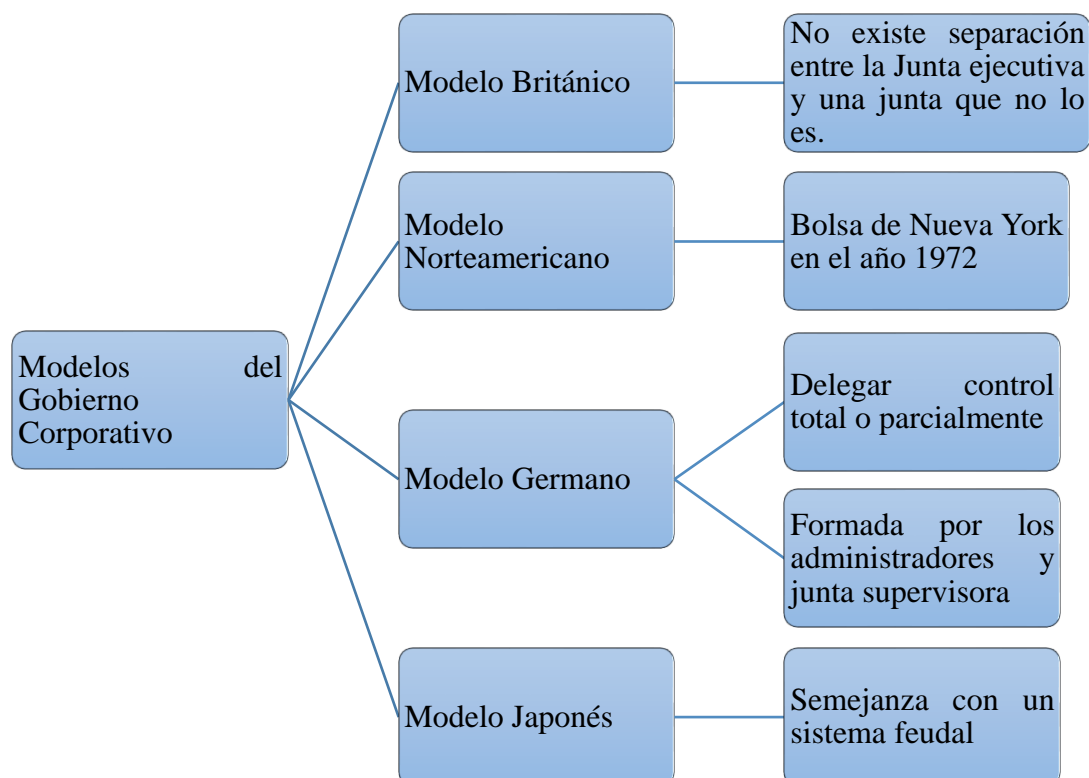 Modelos del
Gobierno
Corporativo
Modelo Británico
No existe separación
entre la Junta ejecutiva
y una junta que no lo
es.
Modelo
Norteamericano
Bolsa de Nueva York
en el año 1972
Modelo Germano
Delegar control
total o parcialmente
Formada por los
administradores y
junta supervisora
Modelo Japonés
Semejanza con un
sistema feudal